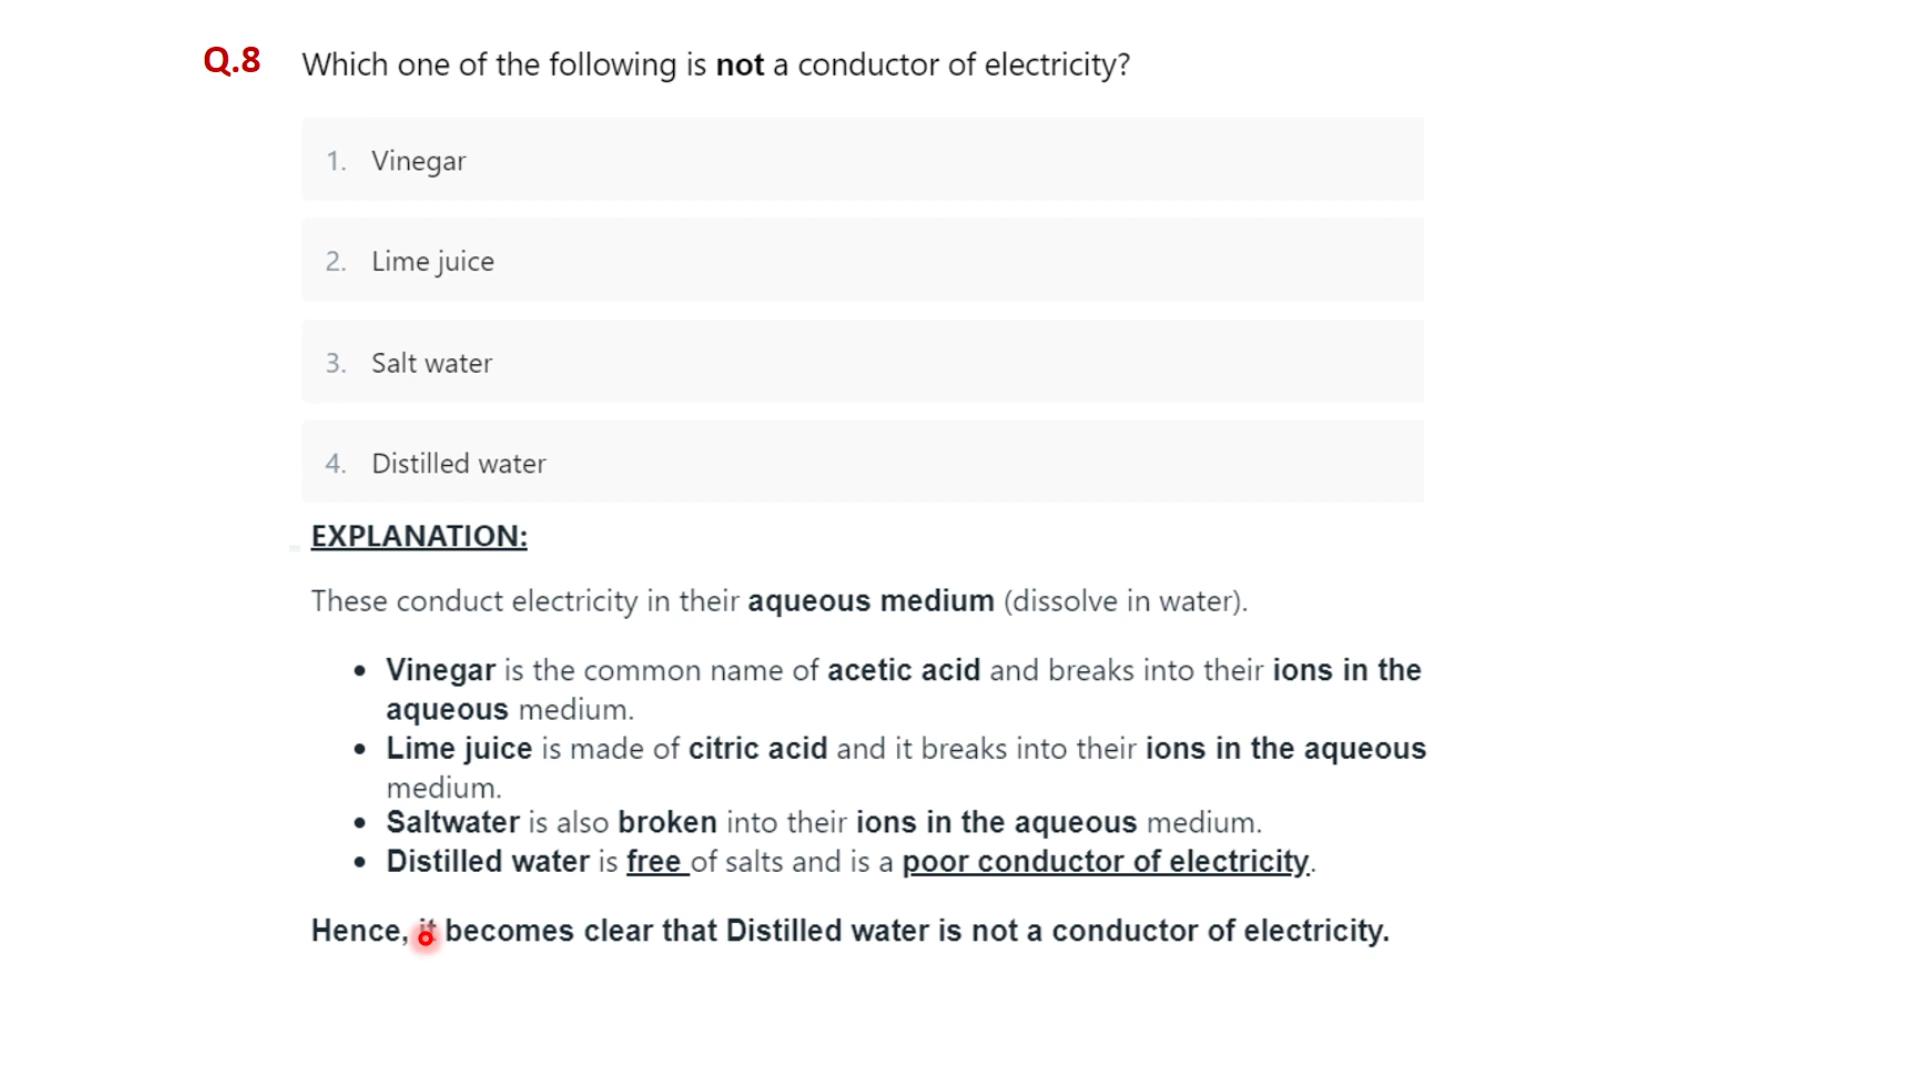 Q.8 Which one of the following is not a conductor of electricity?
1. Vinegar
2. Lime juice
3. Salt water
4. Distilled water
EXPLANATION:
These conduct electricity in their aqueous medium (dissolve in water).
• Vinegar is the common name of acetic acid and breaks into their ions in the
aqueous medium.
• Lime juice is made of citric acid and it breaks into their ions in the aqueous
medium.
• Saltwater is also broken into their ions in the aqueous medium.
• Distilled water is free of salts and is a poor conductor of electricity..
Hence, it becomes clear that Distilled water is not a conductor of electricity.